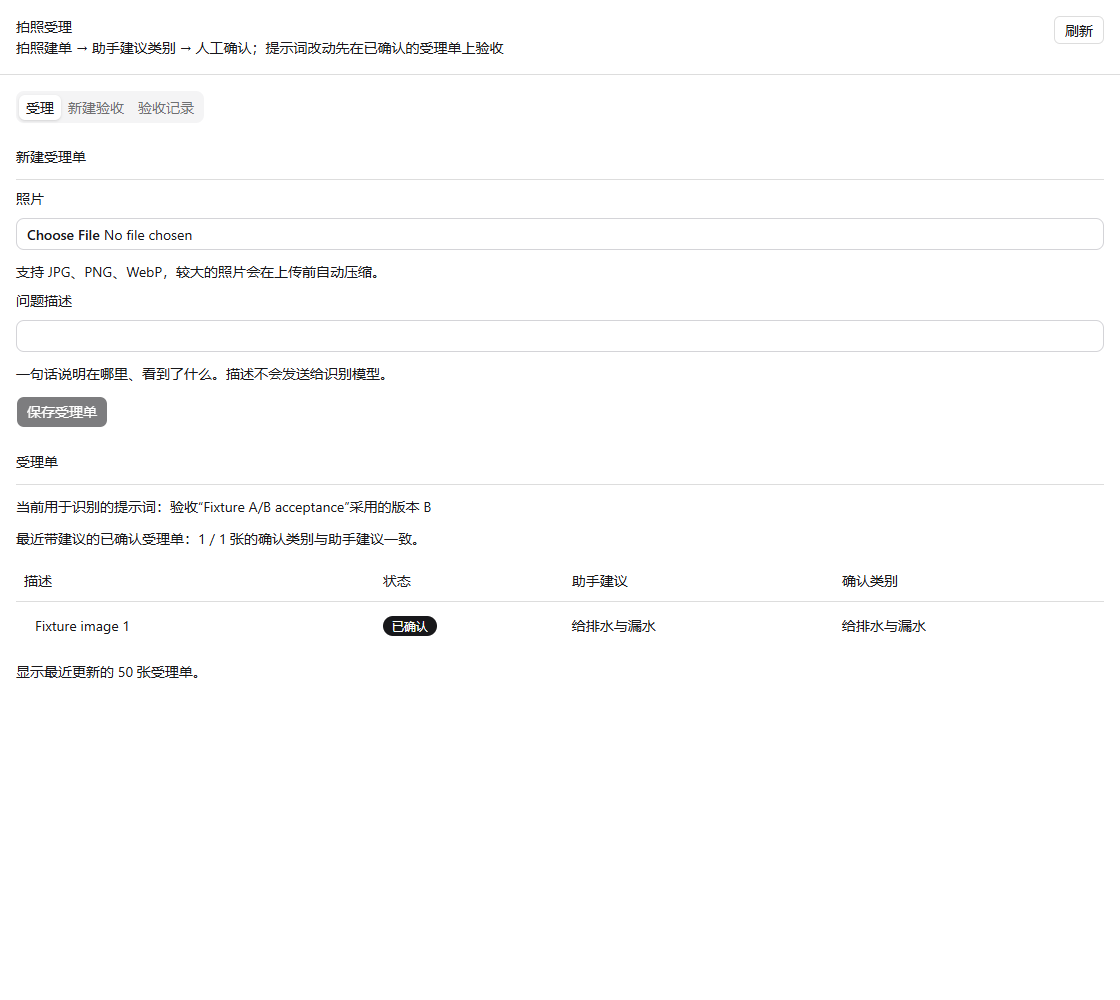 拍照受理
拍照建单 → 助手建议类别 → 人工确认；提示词改动先在已确认的受理单上验收
刷新
受理 新建验收 验收记录
新建受理单
照片
Choose File No file chosen
支持 JPG、PNG、WebP，较大的照片会在上传前自动压缩。
问题描述
一句话说明在哪里、看到了什么。描述不会发送给识别模型。
保存受理单
受理单
当前用于识别的提示词：验收“Fixture A/B acceptance”采用的版本 B
最近带建议的已确认受理单：1 / 1 张的确认类别与助手建议一致。
描述 状态 助手建议 确认类别
Fixture image 1 已确认 给排水与漏水 给排水与漏水
显示最近更新的 50 张受理单。